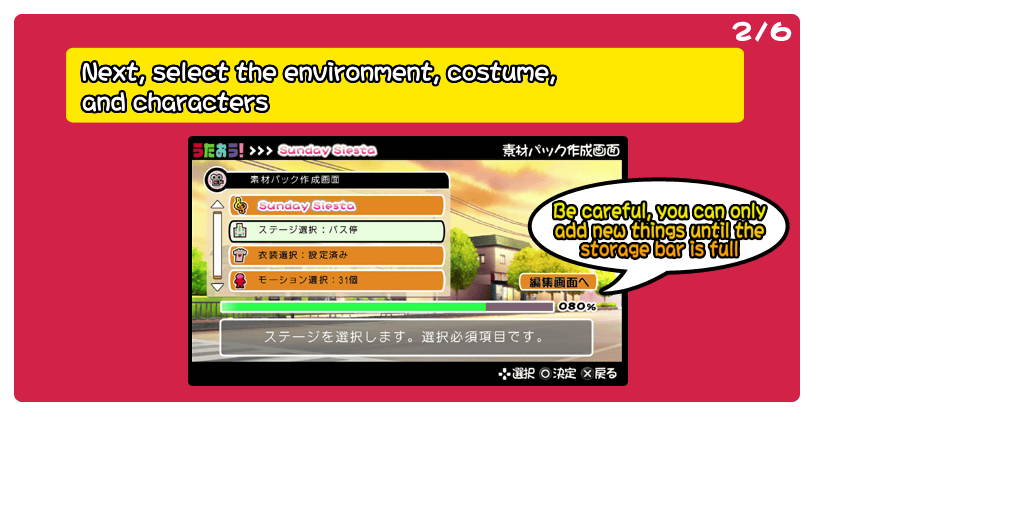 2/6
Next, select the environment, costume,
and characters
うたおう! >>> Sunday Siesta
素材パック作成画面
素材パック作成画面
Sunday Siesta
ステージ選択：バス停
衣装選択：設定済み
モーション選択：31個
Be careful, you can only
add new things until the
storage bar is full
編集画面へ
080%
ステージを選択します。選択必須項目です。
選択 決定 戻る